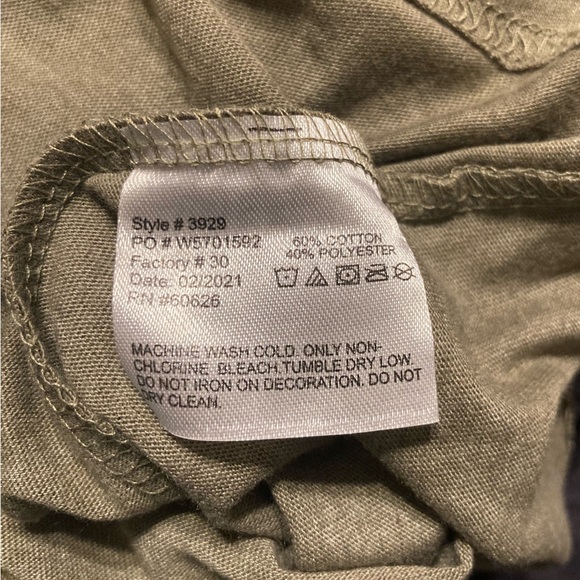 Style # 3929
PO # W5701592
Factory # 30
Date: 02/2021
RN #60626
60% COTTON
40% POLYESTER
MACHINE WASH COLD. ONLY NON-
CHLORINE BLEACH.TUMBLE DRY LOW.
DO NOT IRON ON DECORATION. DO NOT
DRY CLEAN.